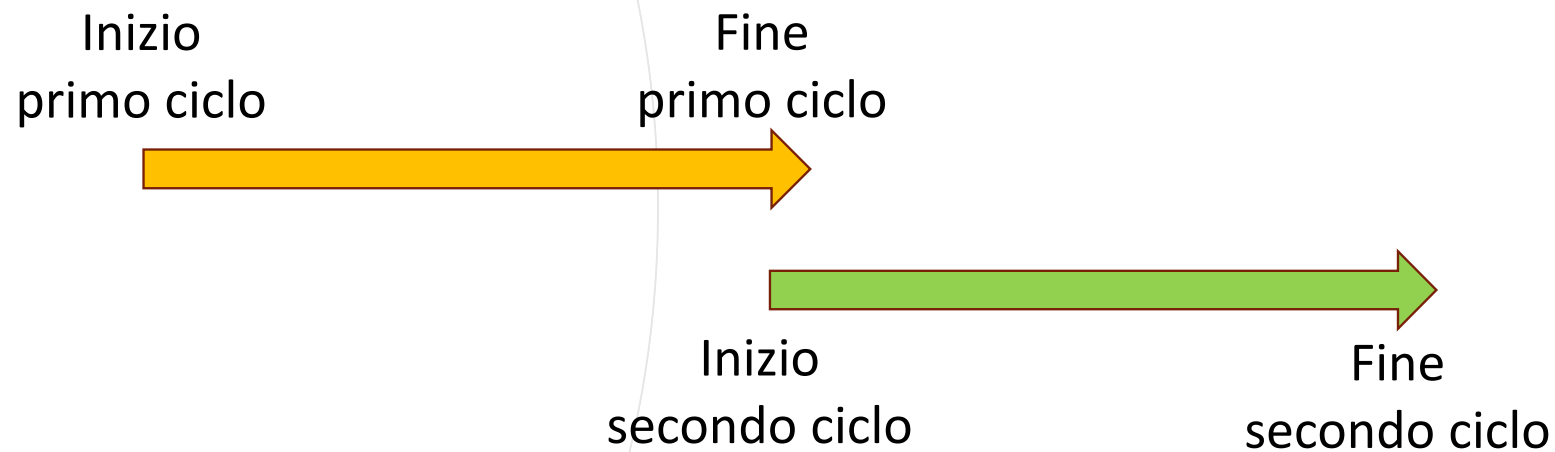 Inizio
primo ciclo
Fine
primo ciclo
Inizio
secondo ciclo
Fine
secondo ciclo